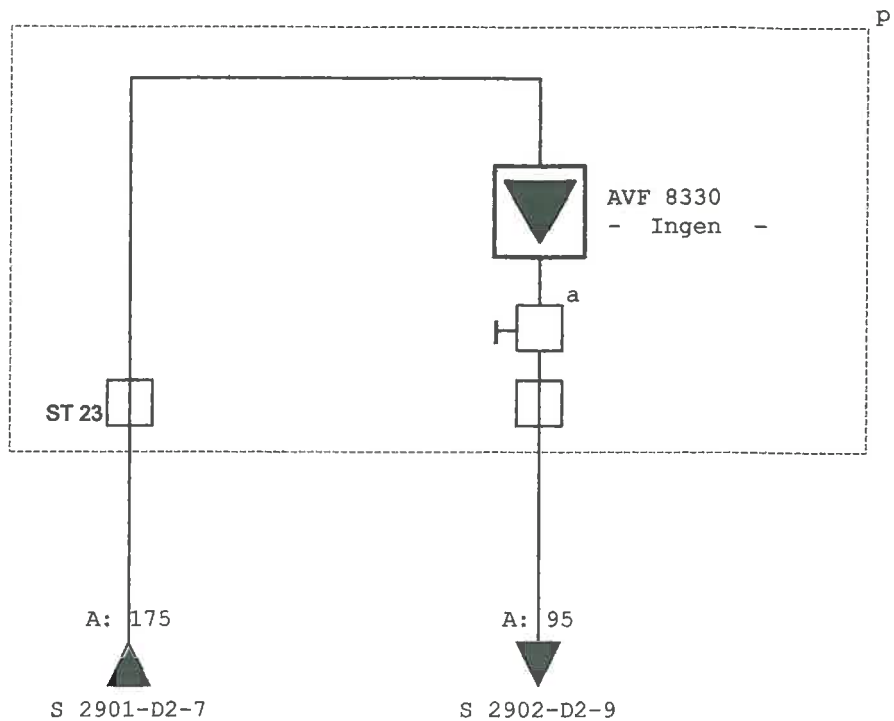 p
AVF 8330
- Ingen -
a
ST 23
A: 175
A: 95
S 2901-D2-7
S 2902-D2-9